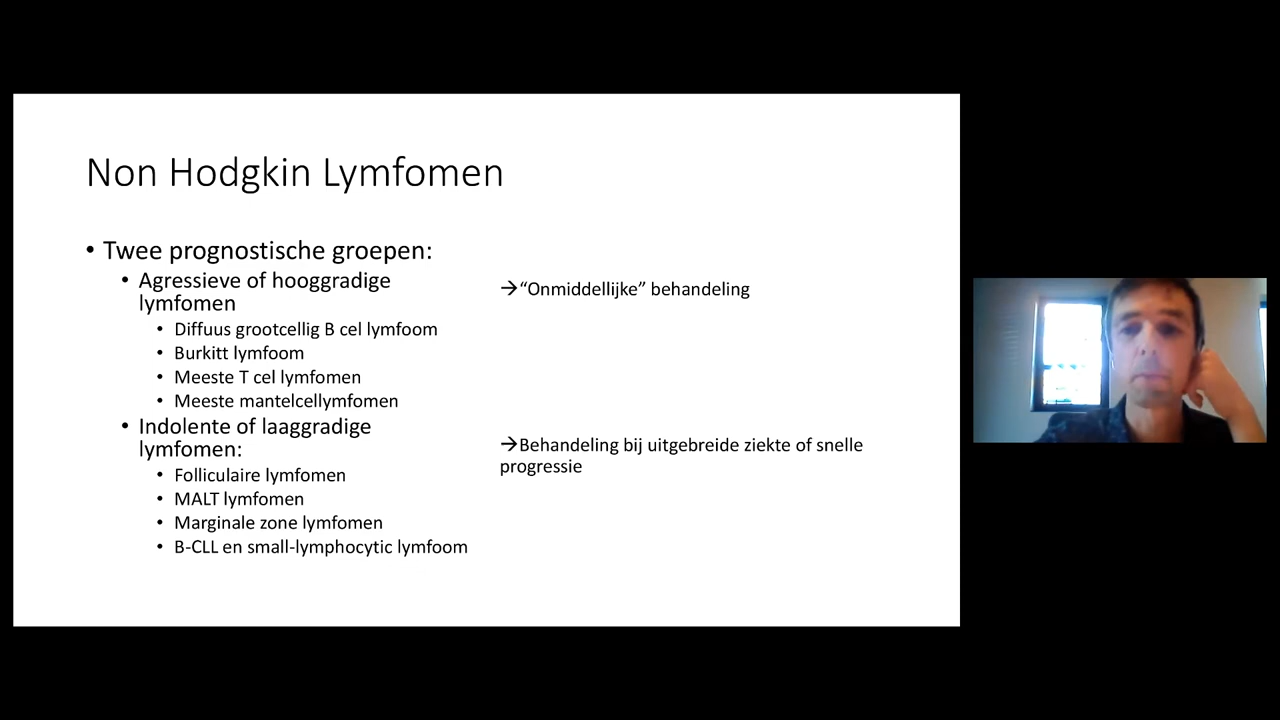 Non Hodgkin Lymfomen
• Twee prognostische groepen:
• Agressieve of hooggradige
lymfomen
→“Onmiddellijke” behandeling
• Diffuus grootcellig B cel lymfoom
• Burkitt lymfoom
• Meeste T cel lymfomen
• Meeste mantelcellymfomen
• Indolente of laaggradige
lymfomen:
→Behandeling bij uitgebreide ziekte of snelle
progressie
• Folliculaire lymfomen
• MALT lymfomen
• Marginale zone lymfomen
• B-CLL en small-lymphocytic lymfoom